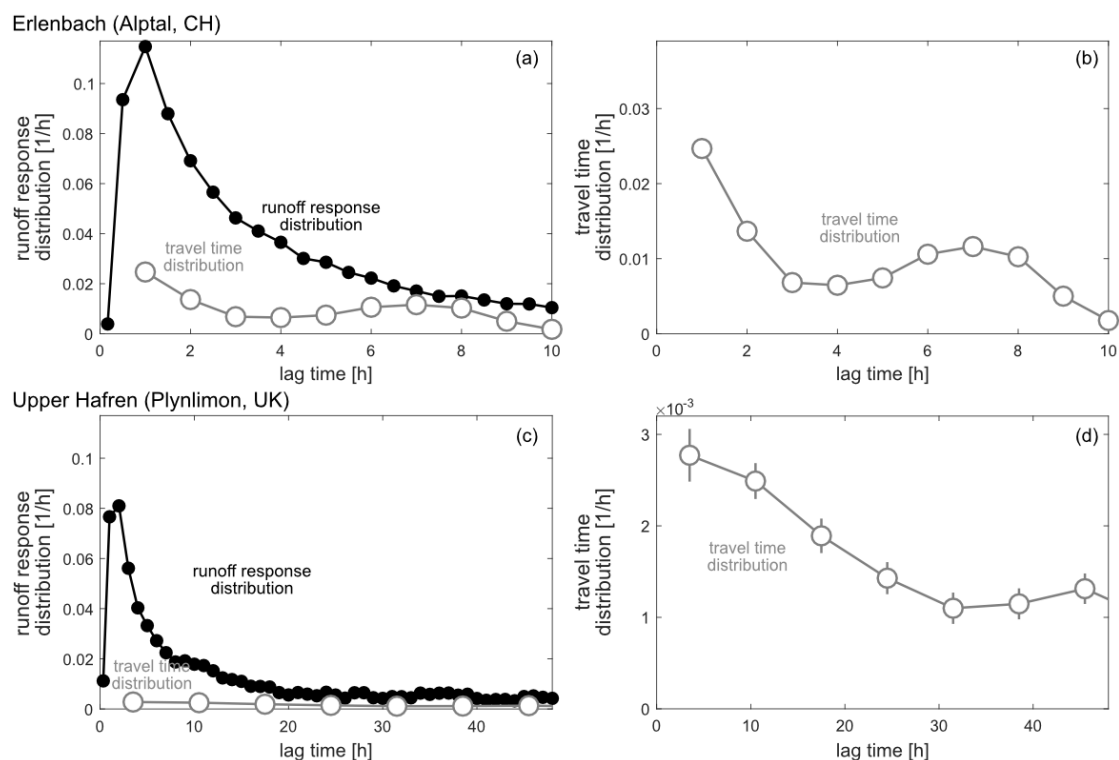 Erlenbach (Alptal, CH)
(a)
runoff response
distribution [1/h]
0.1
0.08
0.06
0.04
0.02
0
runoff response
distribution
travel time
distribution
0 2 4 6 8 10
lag time [h]
(b)
travel time
distribution [1/h]
0.03
0.02
0.01
0
travel time
distribution
0 2 4 6 8 10
lag time [h]
Upper Hafren (Plynlimon, UK)
(c)
runoff response
distribution [1/h]
0.1
0.08
0.06
0.04
0.02
0
runoff response
distribution
travel time
distribution
0 10 20 30 40
lag time [h]
×10⁻³
(d)
travel time
distribution [1/h]
3
2
1
0
travel time
distribution
0 10 20 30 40
lag time [h]